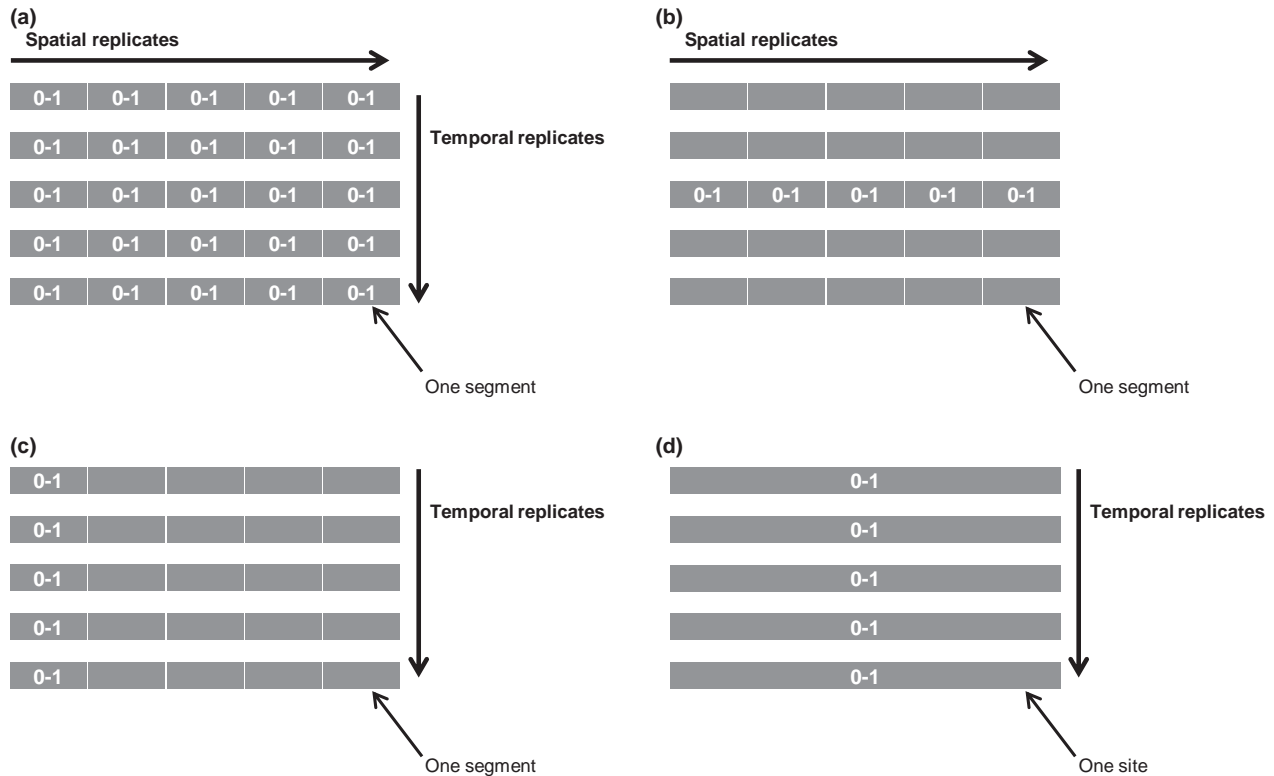 (a)
Spatial replicates
0-1 0-1 0-1 0-1 0-1
0-1 0-1 0-1 0-1 0-1
Temporal replicates
0-1 0-1 0-1 0-1 0-1
0-1 0-1 0-1 0-1 0-1
0-1 0-1 0-1 0-1 0-1
One segment
(b)
Spatial replicates
0-1 0-1 0-1 0-1 0-1
One segment
(c)
0-1
Temporal replicates
0-1
0-1
0-1
0-1
One segment
(d)
0-1
Temporal replicates
0-1
0-1
0-1
0-1
One site